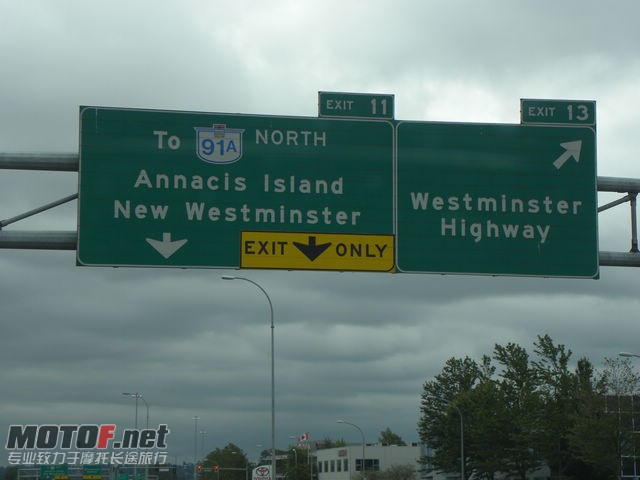 EXIT 11
EXIT 13
To 91A NORTH
Annacis Island
New Westminster
EXIT ONLY
Westminster
Highway
MOTOF.net
专业致力于摩托长途旅行